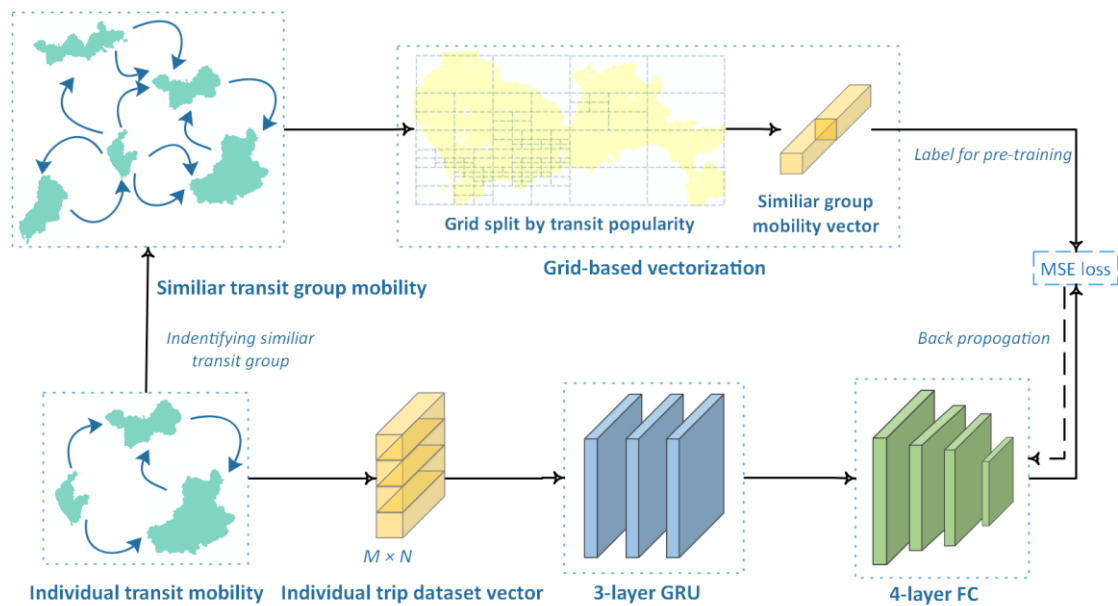 Label for pre-training
Grid split by transit popularity
Similiar group
mobility vector
Grid-based vectorization
MSE loss
Similiar transit group mobility
Indentifying similiar
transit group
Back propogation
M × N
Individual transit mobility
Individual trip dataset vector
3-layer GRU
4-layer FC